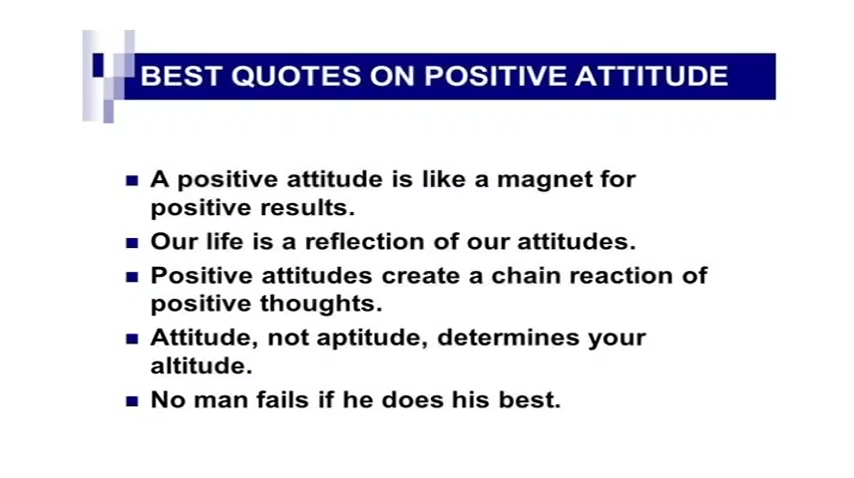 BEST QUOTES ON POSITIVE ATTITUDE
A positive attitude is like a magnet for
positive results.
Our life is a reflection of our attitudes.
Positive attitudes create a chain reaction of
positive thoughts.
Attitude, not aptitude, determines your
altitude.
No man fails if he does his best.